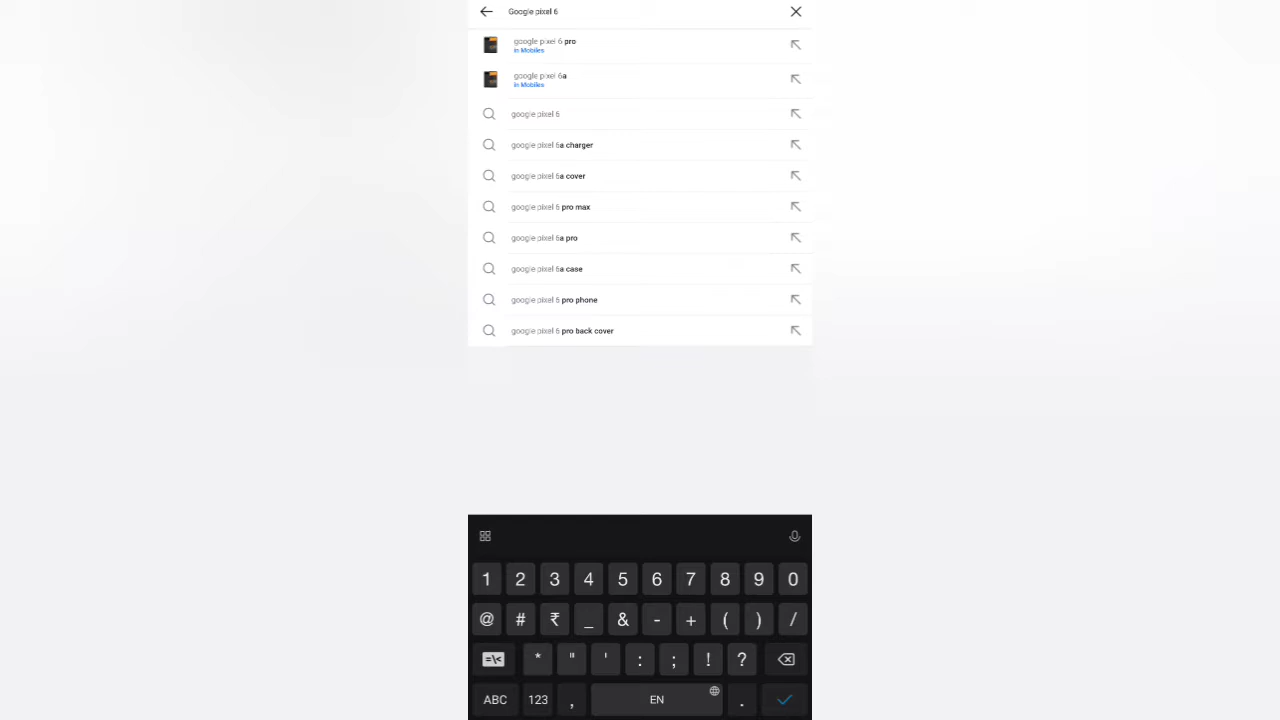 Google pixel 6
google pixel 6 pro
in Mobiles
google pixel 6a
in Mobiles
google pixel 6
google pixel 6a charger
google pixel 6a cover
google pixel 6 pro max
google pixel 6a pro
google pixel 6a case
google pixel 6 pro phone
google pixel 6 pro back cover
1 2 3 4 5 6 7 8 9 0
@ # ₹ _ & - + ( ) /
=\< * " ' : ; ! ?
ABC 123 , EN .